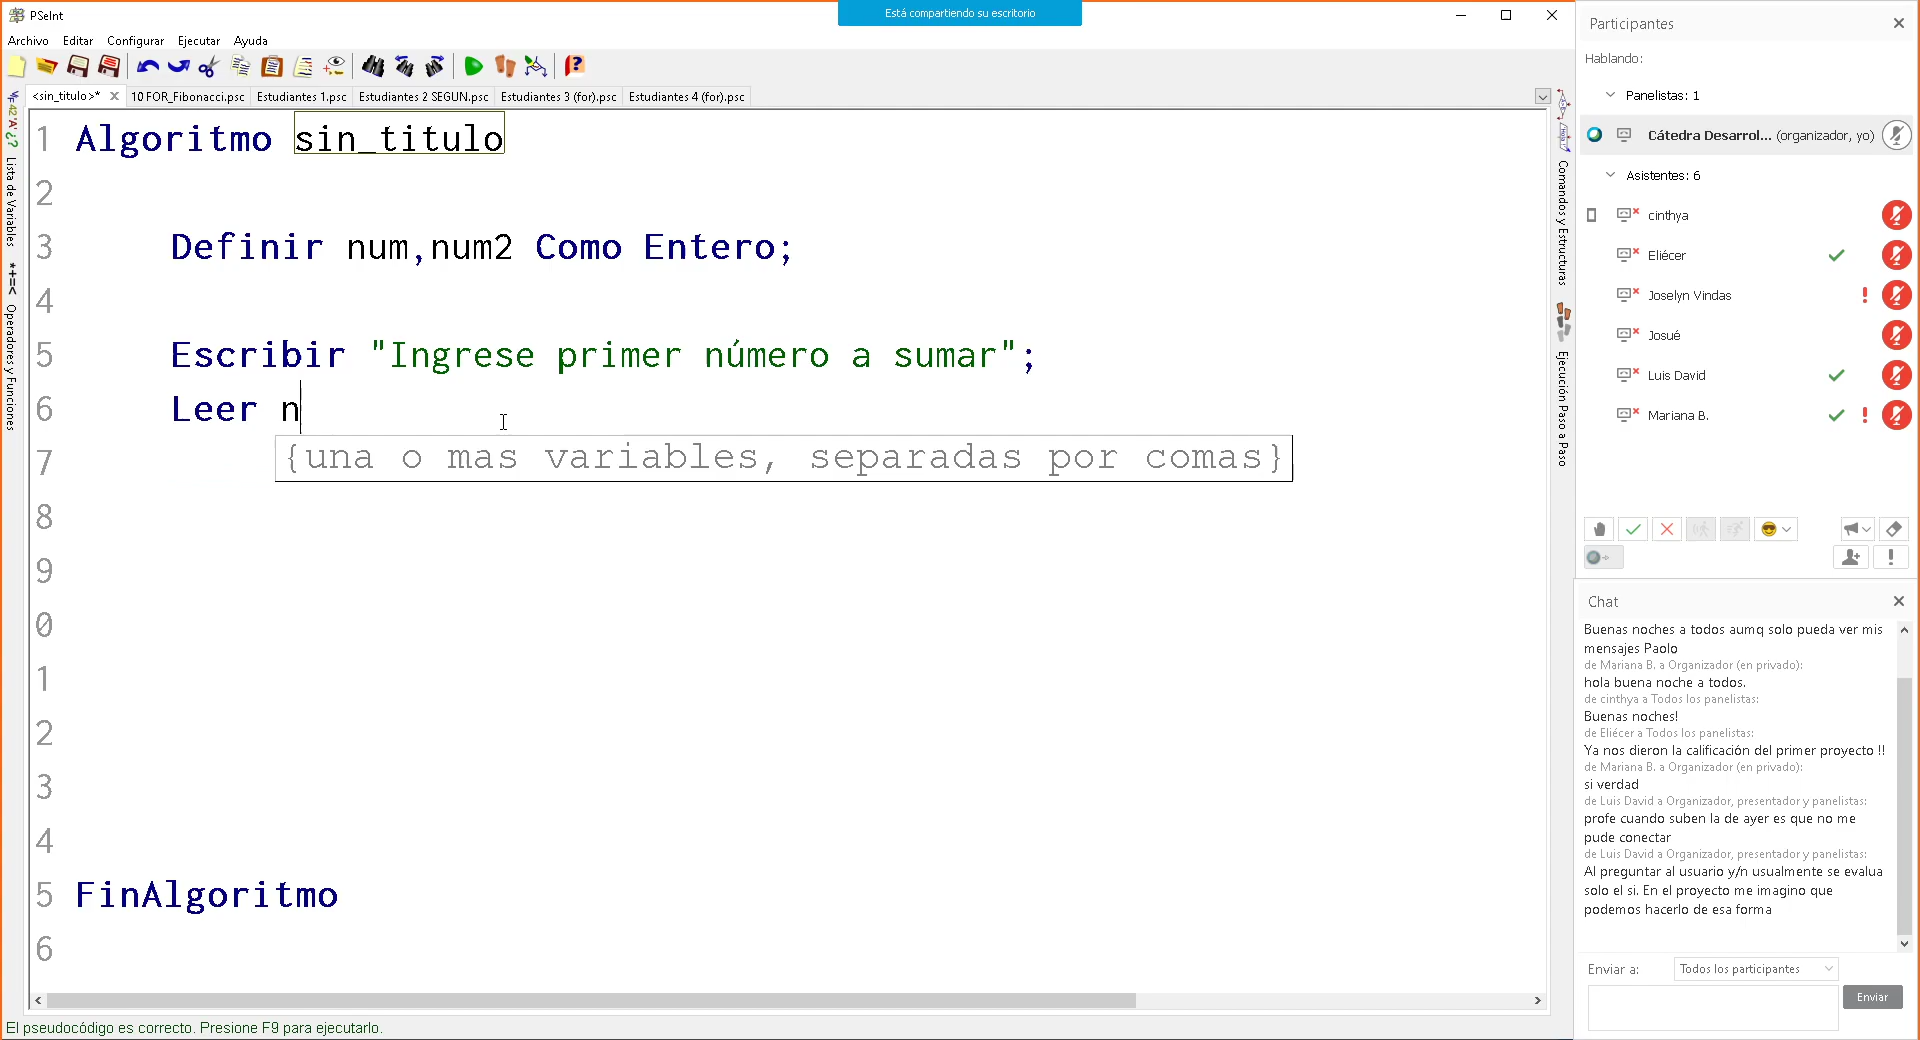 PSeInt
Está compartiendo su escritorio
Archivo Editar Configurar Ejecutar Ayuda
<sin_titulo>* 10 FOR_Fibonacci.psc Estudiantes 1.psc Estudiantes 2 SEGUN.psc Estudiantes 3 (for).psc Estudiantes 4 (for).psc
Lista de Variables
Operadores y Funciones
1 Algoritmo sin_titulo
2
3 Definir num,num2 Como Entero;
4
5 Escribir "Ingrese primer número a sumar";
6 Leer n
{una o mas variables, separadas por comas}
7
8
9
0
1
2
3
4
5 FinAlgoritmo
6
El pseudocódigo es correcto. Presione F9 para ejecutarlo.
Comandos y Estructuras
Ejecución Paso a Paso
Participantes
Hablando:
Panelistas: 1
Cátedra Desarrol... (organizador, yo)
Asistentes: 6
cinthya
Eliécer
Joselyn Vindas
Josué
Luis David
Mariana B.
Chat
Buenas noches a todos aumq solo pueda ver mis
mensajes Paolo
de Mariana B. a Organizador (en privado):
hola buena noche a todos.
de cinthya a Todos los panelistas:
Buenas noches!
de Eliécer a Todos los panelistas:
Ya nos dieron la calificación del primer proyecto !!
de Mariana B. a Organizador (en privado):
si verdad
de Luis David a Organizador, presentador y panelistas:
profe cuando suben la de ayer es que no me
pude conectar
de Luis David a Organizador, presentador y panelistas:
Al preguntar al usuario y/n usualmente se evalua
solo el si. En el proyecto me imagino que
podemos hacerlo de esa forma
Enviar a: Todos los participantes
Enviar